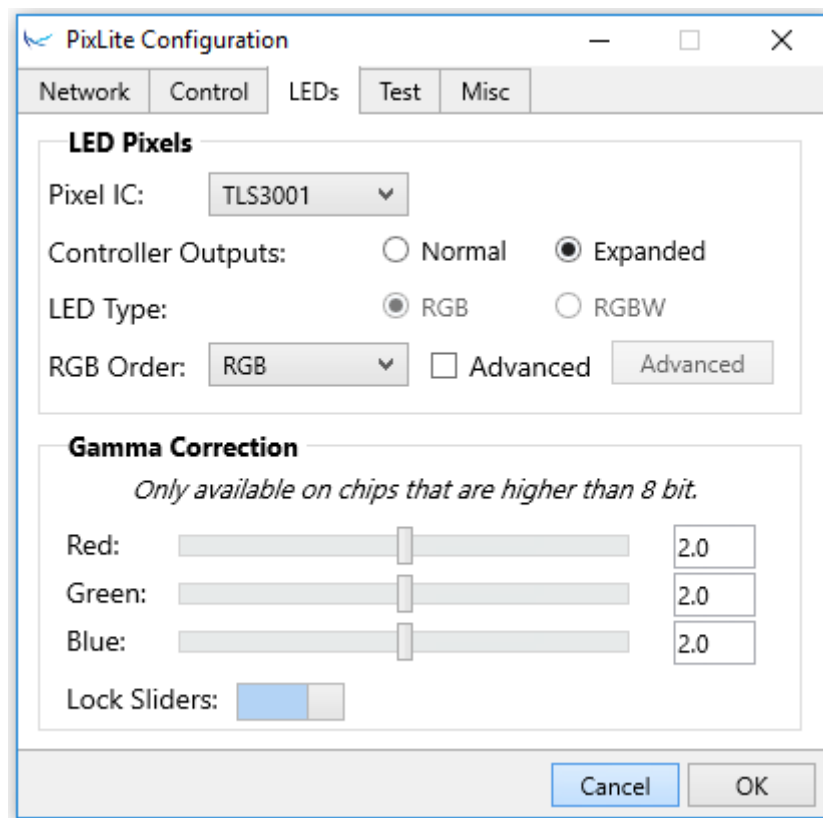 PixLite Configuration
Network Control LEDs Test Misc
LED Pixels
Pixel IC: TLS3001
Controller Outputs: Normal Expanded
LED Type: RGB RGBW
RGB Order: RGB Advanced Advanced
Gamma Correction
Only available on chips that are higher than 8 bit.
Red: 2.0
Green: 2.0
Blue: 2.0
Lock Sliders:
Cancel OK